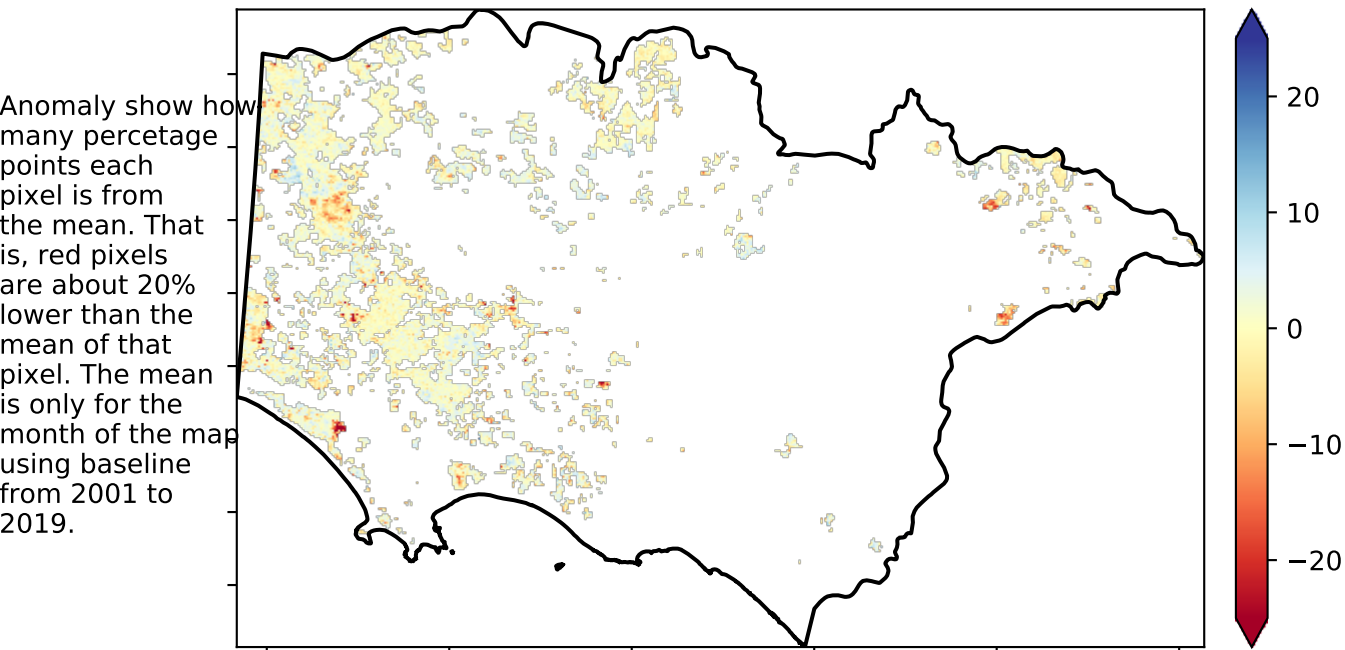 Anomaly show how
many percetage
points each
pixel is from
the mean. That
is, red pixels
are about 20%
lower than the
mean of that
pixel. The mean
is only for the
month of the map
using baseline
from 2001 to
2019.
20
10
0
−10
−20